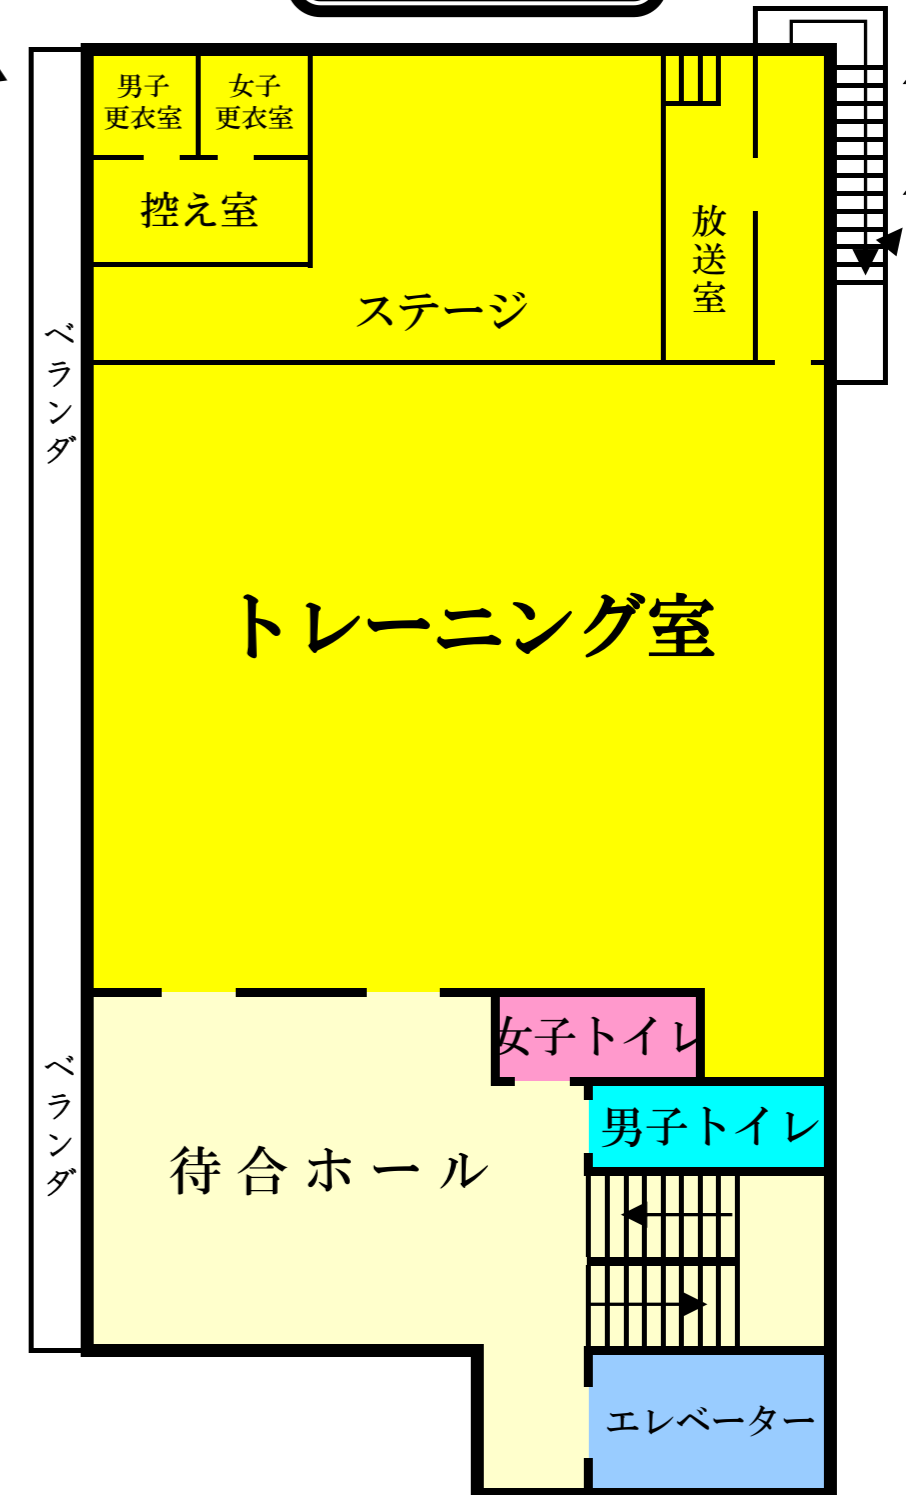 男子
更衣室
女子
更衣室
控え室
放送室
ステージ
ベランダ
トレーニング室
女子トイレ
ベランダ
男子トイレ
待合ホール
エレベーター